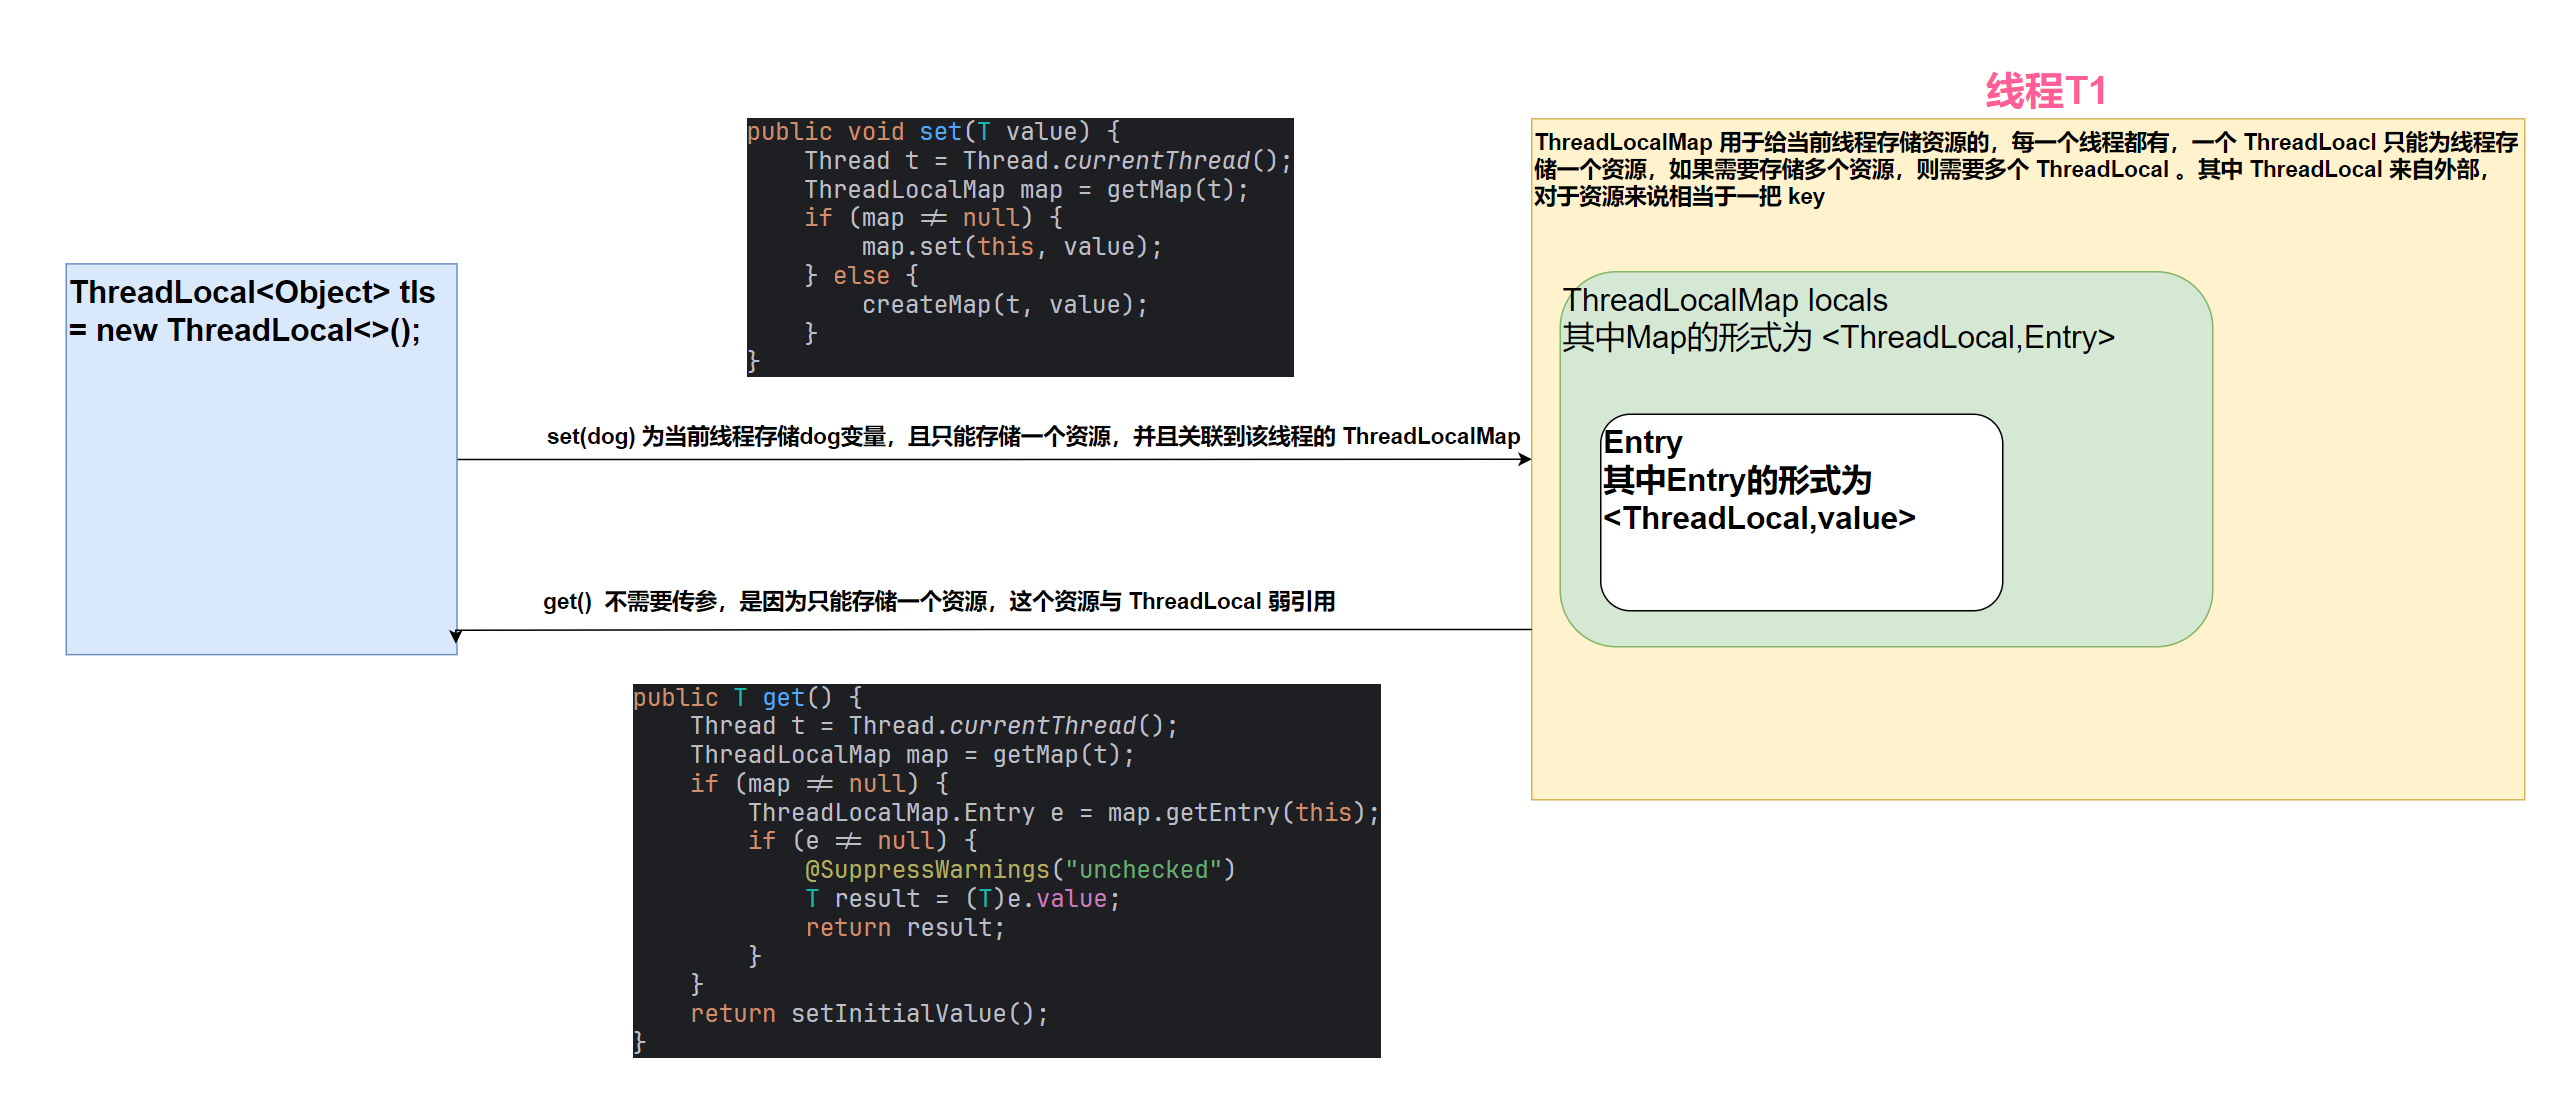 线程T1
public void set(T value) {
Thread t = Thread.currentThread();
ThreadLocalMap map = getMap(t);
if (map ≠ null) {
map.set(this, value);
} else {
createMap(t, value);
}
}
ThreadLocalMap 用于给当前线程存储资源的，每一个线程都有，一个 ThreadLoacl 只能为线程存
储一个资源，如果需要存储多个资源，则需要多个 ThreadLocal 。其中 ThreadLocal 来自外部，
对于资源来说相当于一把 key
ThreadLocal<Object> tls
= new ThreadLocal<>();
ThreadLocalMap locals
其中Map的形式为 <ThreadLocal,Entry>
set(dog) 为当前线程存储dog变量，且只能存储一个资源，并且关联到该线程的 ThreadLocalMap
Entry
其中Entry的形式为
<ThreadLocal,value>
get()  不需要传参，是因为只能存储一个资源，这个资源与 ThreadLocal 弱引用
public T get() {
Thread t = Thread.currentThread();
ThreadLocalMap map = getMap(t);
if (map ≠ null) {
ThreadLocalMap.Entry e = map.getEntry(this);
if (e ≠ null) {
@SuppressWarnings("unchecked")
T result = (T)e.value;
return result;
}
}
return setInitialValue();
}